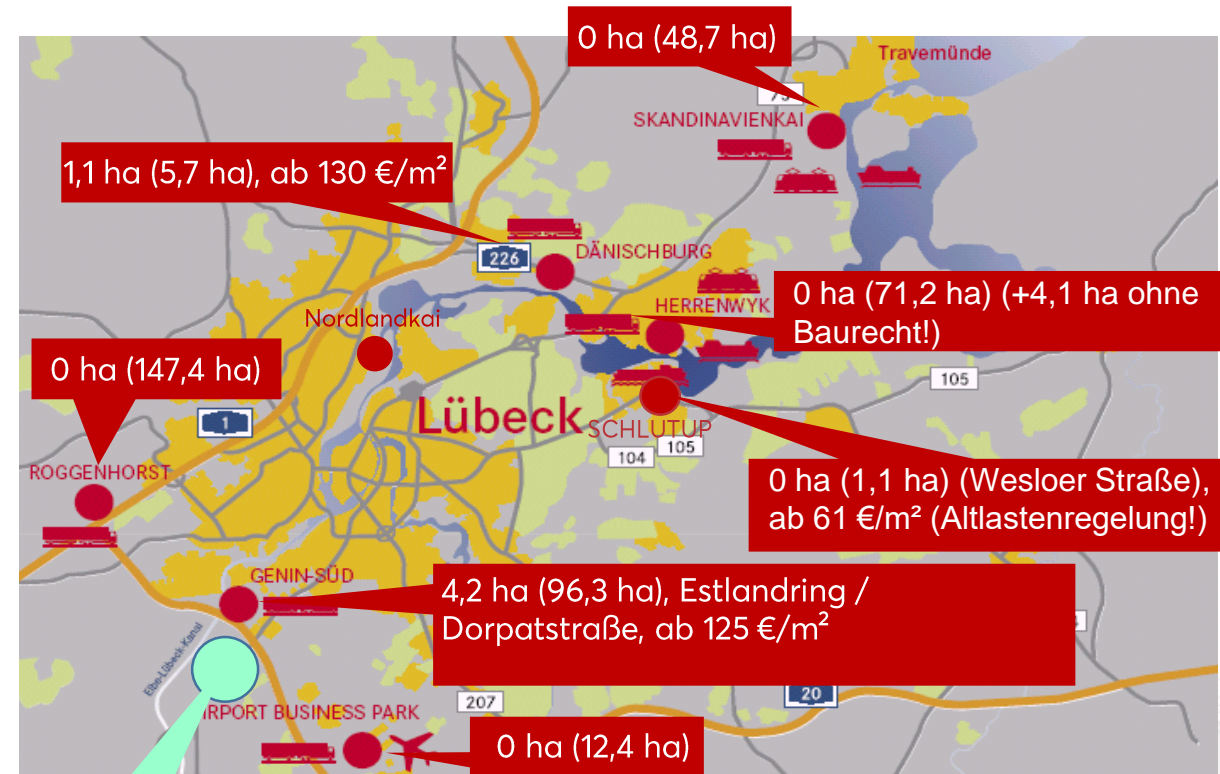 0 ha (48,7 ha)
Travemünde
75
SKANDINAVIENKAI
1,1 ha (5,7 ha), ab 130 €/m²
226
DÄNISCHBURG
0 ha (71,2 ha) (+4,1 ha ohne
Baurecht!)
HERRENWYK
Nordlandkai
0 ha (147,4 ha)
105
1
Lübeck
SCHLUTUP
104
105
ROGGENHORST
0 ha (1,1 ha) (Wesloer Straße),
ab 61 €/m² (Altlastenregelung!)
GENIN-SÜD
4,2 ha (96,3 ha), Estlandring /
Dorpatstraße, ab 125 €/m²
Elbe-Lübeck-Kanal
20
207
IRPORT BUSINESS PARK
0 ha (12,4 ha)